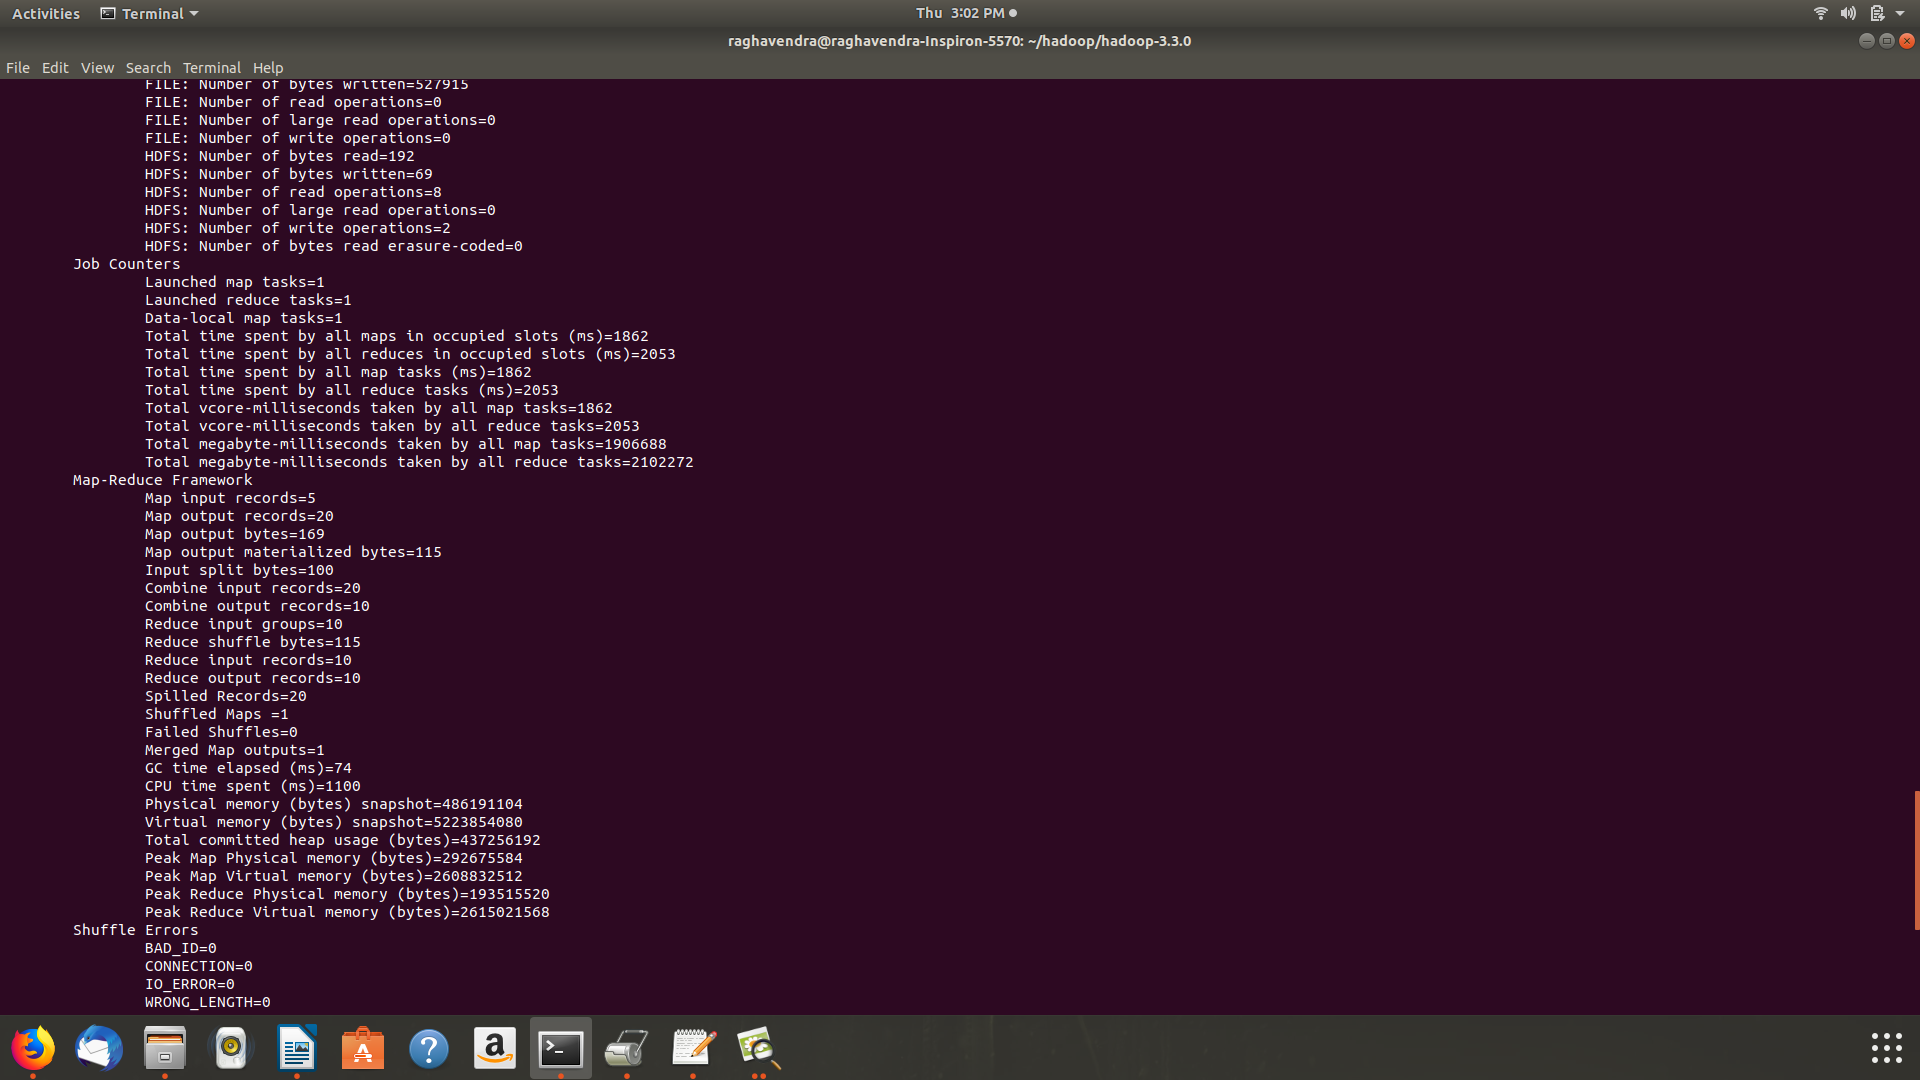 Activities Terminal Thu 3:02 PM
raghavendra@raghavendra-Inspiron-5570: ~/hadoop/hadoop-3.3.0
File Edit View Search Terminal Help
FILE: Number of bytes written=527915
FILE: Number of read operations=0
FILE: Number of large read operations=0
FILE: Number of write operations=0
HDFS: Number of bytes read=192
HDFS: Number of bytes written=69
HDFS: Number of read operations=8
HDFS: Number of large read operations=0
HDFS: Number of write operations=2
HDFS: Number of bytes read erasure-coded=0
Job Counters
Launched map tasks=1
Launched reduce tasks=1
Data-local map tasks=1
Total time spent by all maps in occupied slots (ms)=1862
Total time spent by all reduces in occupied slots (ms)=2053
Total time spent by all map tasks (ms)=1862
Total time spent by all reduce tasks (ms)=2053
Total vcore-milliseconds taken by all map tasks=1862
Total vcore-milliseconds taken by all reduce tasks=2053
Total megabyte-milliseconds taken by all map tasks=1906688
Total megabyte-milliseconds taken by all reduce tasks=2102272
Map-Reduce Framework
Map input records=5
Map output records=20
Map output bytes=169
Map output materialized bytes=115
Input split bytes=100
Combine input records=20
Combine output records=10
Reduce input groups=10
Reduce shuffle bytes=115
Reduce input records=10
Reduce output records=10
Spilled Records=20
Shuffled Maps =1
Failed Shuffles=0
Merged Map outputs=1
GC time elapsed (ms)=74
CPU time spent (ms)=1100
Physical memory (bytes) snapshot=486191104
Virtual memory (bytes) snapshot=5223854080
Total committed heap usage (bytes)=437256192
Peak Map Physical memory (bytes)=292675584
Peak Map Virtual memory (bytes)=2608832512
Peak Reduce Physical memory (bytes)=193515520
Peak Reduce Virtual memory (bytes)=2615021568
Shuffle Errors
BAD_ID=0
CONNECTION=0
IO_ERROR=0
WRONG_LENGTH=0